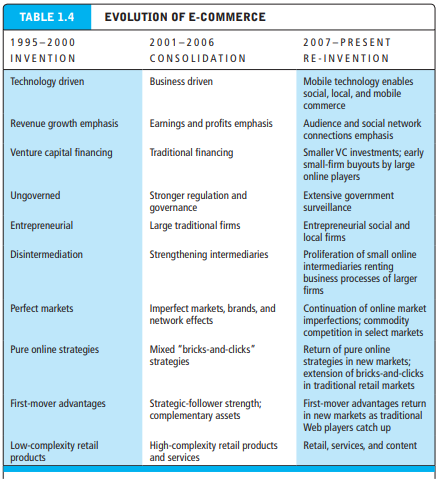 TABLE 1.4 EVOLUTION OF E-COMMERCE
1995–2000 2001–2006 2007–PRESENT
INVENTION CONSOLIDATION RE-INVENTION
Technology driven Business driven Mobile technology enables
social, local, and mobile
commerce
Revenue growth emphasis Earnings and profits emphasis Audience and social network
connections emphasis
Venture capital financing Traditional financing Smaller VC investments; early
small-firm buyouts by large
online players
Ungoverned Stronger regulation and Extensive government
governance surveillance
Entrepreneurial Large traditional firms Entrepreneurial social and
local firms
Disintermediation Strengthening intermediaries Proliferation of small online
intermediaries renting
business processes of larger
firms
Perfect markets Imperfect markets, brands, and Continuation of online market
network effects imperfections; commodity
competition in select markets
Pure online strategies Mixed “bricks-and-clicks” Return of pure online
strategies strategies in new markets;
extension of bricks-and-clicks
in traditional retail markets
First-mover advantages Strategic-follower strength; First-mover advantages return
complementary assets in new markets as traditional
Web players catch up
Low-complexity retail High-complexity retail products Retail, services, and content
products and services